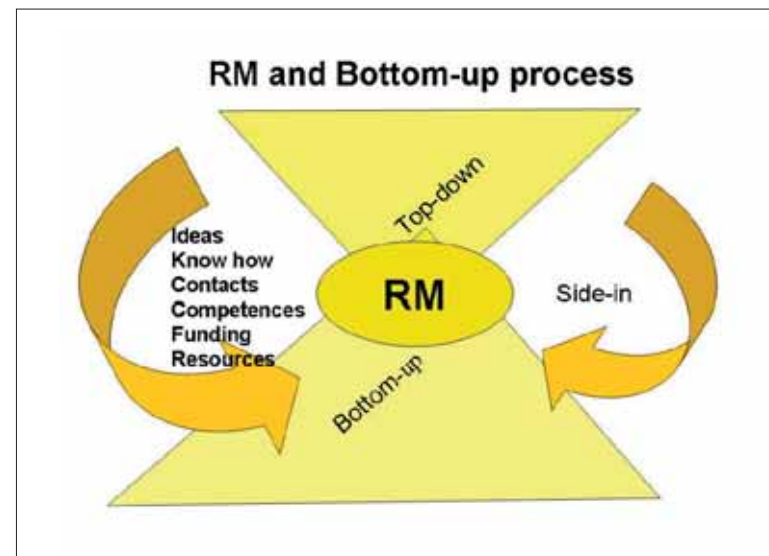 RM and Bottom-up process
Top-down
Ideas
Know how
Contacts
Competences
Funding
Resources
RM
Side-in
Bottom-up